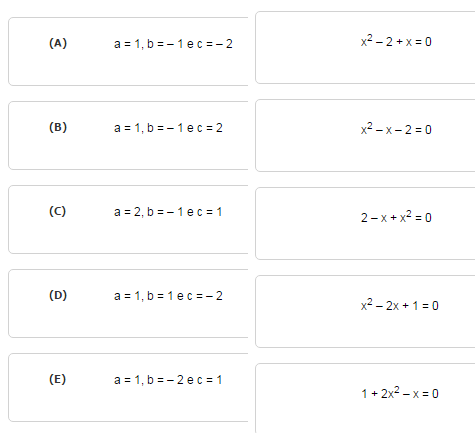 (A) a = 1, b = – 1 e c = – 2
x² – 2 + x = 0
(B) a = 1, b = – 1 e c = 2
x² – x – 2 = 0
(C) a = 2, b = – 1 e c = 1
2 – x + x² = 0
(D) a = 1, b = 1 e c = – 2
x² – 2x + 1 = 0
(E) a = 1, b = – 2 e c = 1
1 + 2x² – x = 0